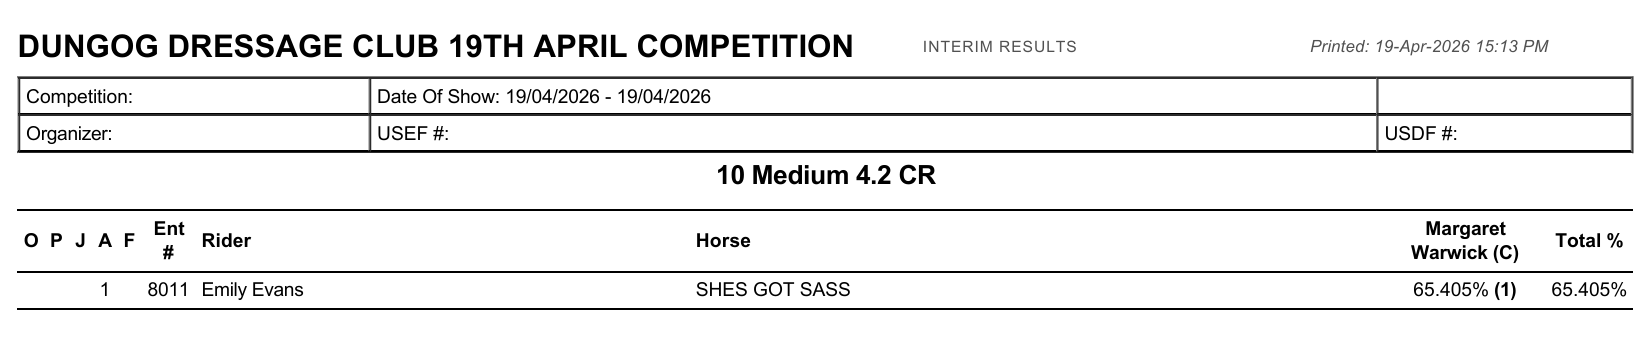 DUNGOG DRESSAGE CLUB 19TH APRIL COMPETITION INTERIM RESULTS Printed: 19-Apr-2026 15:13 PM
Competition: Date Of Show: 19/04/2026 - 19/04/2026
Organizer: USEF #: USDF #:
10 Medium 4.2 CR
O P J A F Ent # Rider Horse Margaret Warwick (C) Total %
1 8011 Emily Evans SHES GOT SASS 65.405% (1) 65.405%